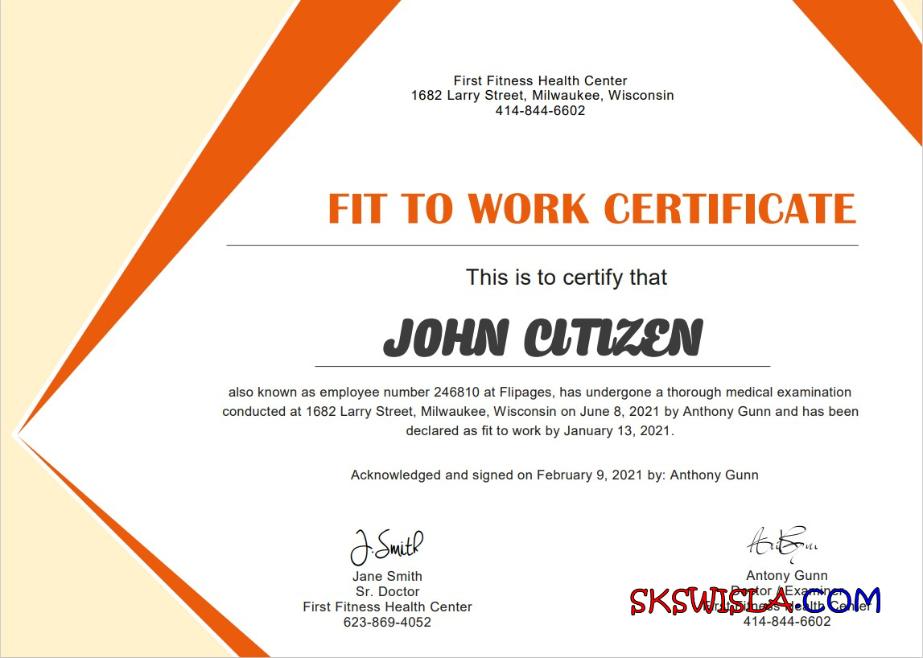 First Fitness Health Center
1682 Larry Street, Milwaukee, Wisconsin
414-844-6602
FIT TO WORK CERTIFICATE
This is to certify that
JOHN CITIZEN
also known as employee number 246810 at Flipages, has undergone a thorough medical examination
conducted at 1682 Larry Street, Milwaukee, Wisconsin on June 8, 2021 by Anthony Gunn and has been
declared as fit to work by January 13, 2021.
Acknowledged and signed on February 9, 2021 by: Anthony Gunn
J. Smith
Jane Smith
Sr. Doctor
First Fitness Health Center
623-869-4052
Antony Gunn
Doctor / Examiner
First Fitness Health Center
414-844-6602
SKSWISLA.COM